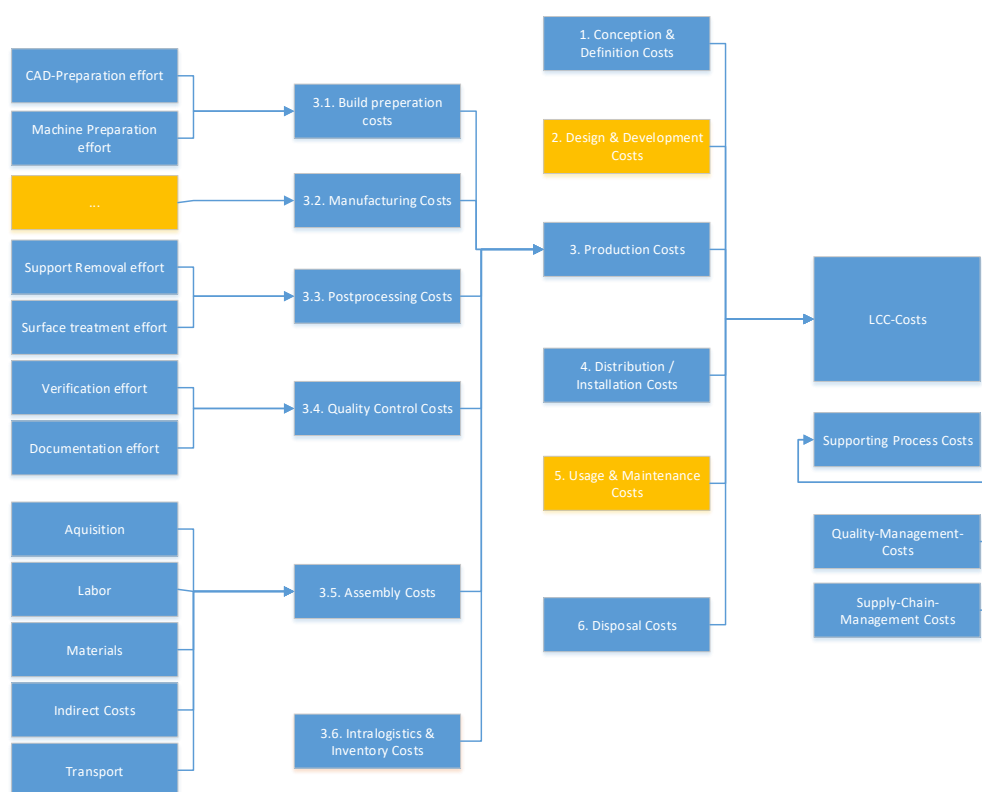 CAD-Preparation effort
Machine Preparation
effort
...
Support Removal effort
Surface treatment effort
Verification effort
Documentation effort
Aquisition
Labor
Materials
Indirect Costs
Transport
3.1. Build preperation
costs
3.2. Manufacturing Costs
3.3. Postprocessing Costs
3.4. Quality Control Costs
3.5. Assembly Costs
3.6. Intralogistics &
Inventory Costs
1. Conception &
Definition Costs
2. Design & Development
Costs
3. Production Costs
4. Distribution /
Installation Costs
5. Usage & Maintenance
Costs
6. Disposal Costs
LCC-Costs
Supporting Process Costs
Quality-Management-
Costs
Supply-Chain-
Management Costs